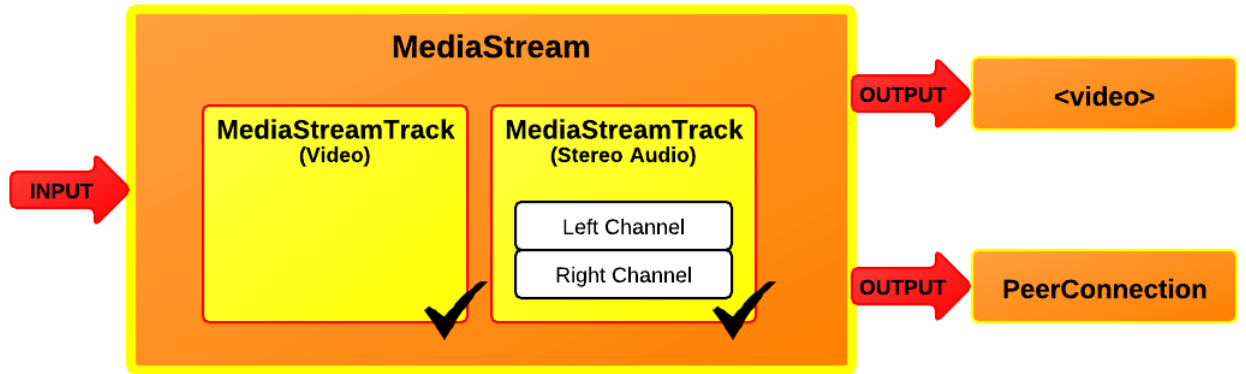 MediaStream
MediaStreamTrack
(Video)
MediaStreamTrack
(Stereo Audio)
Left Channel
Right Channel
INPUT
OUTPUT
<video>
OUTPUT
PeerConnection